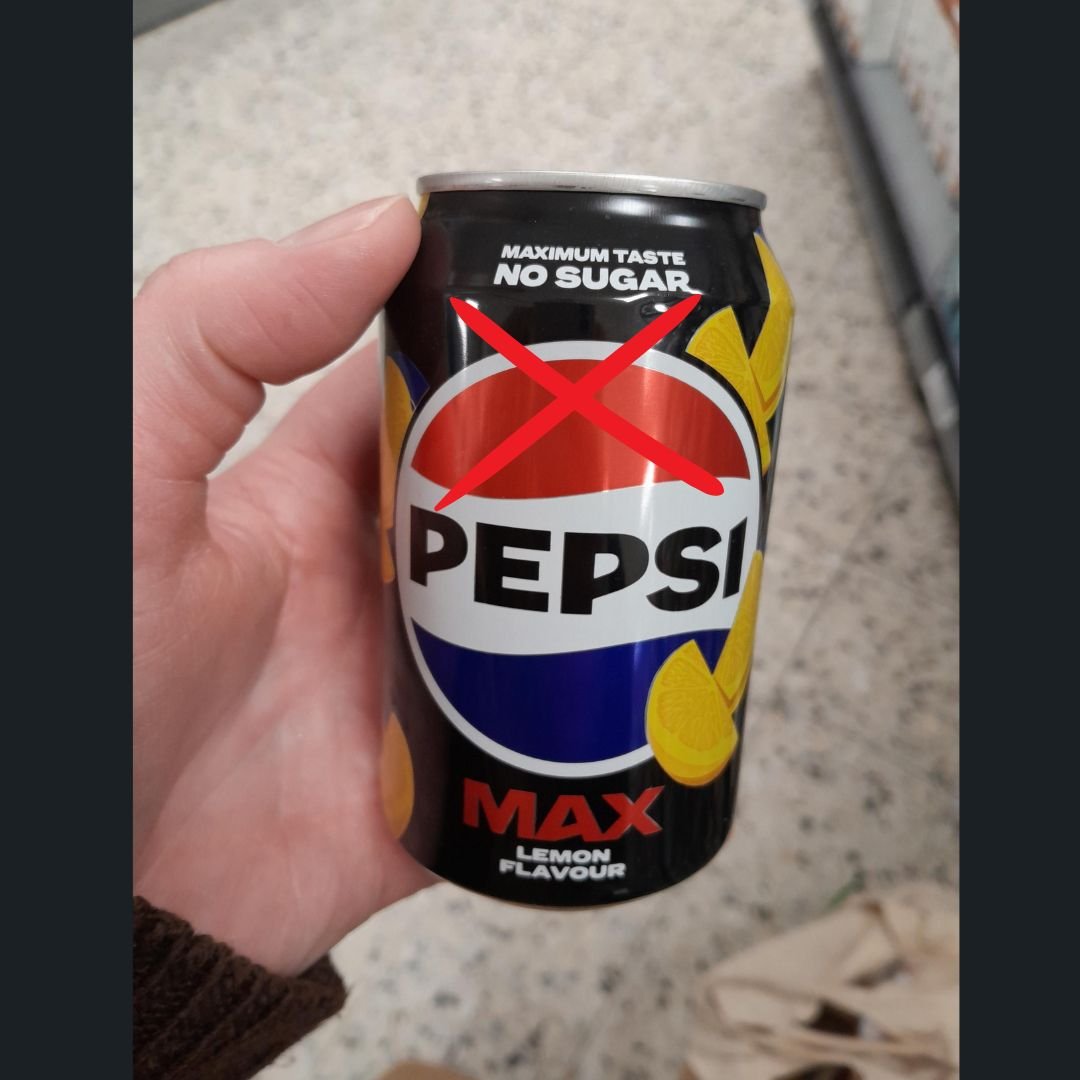 MAXIMUM TASTE
NO SUGAR
PEPSI
MAX
LEMON
FLAVOUR